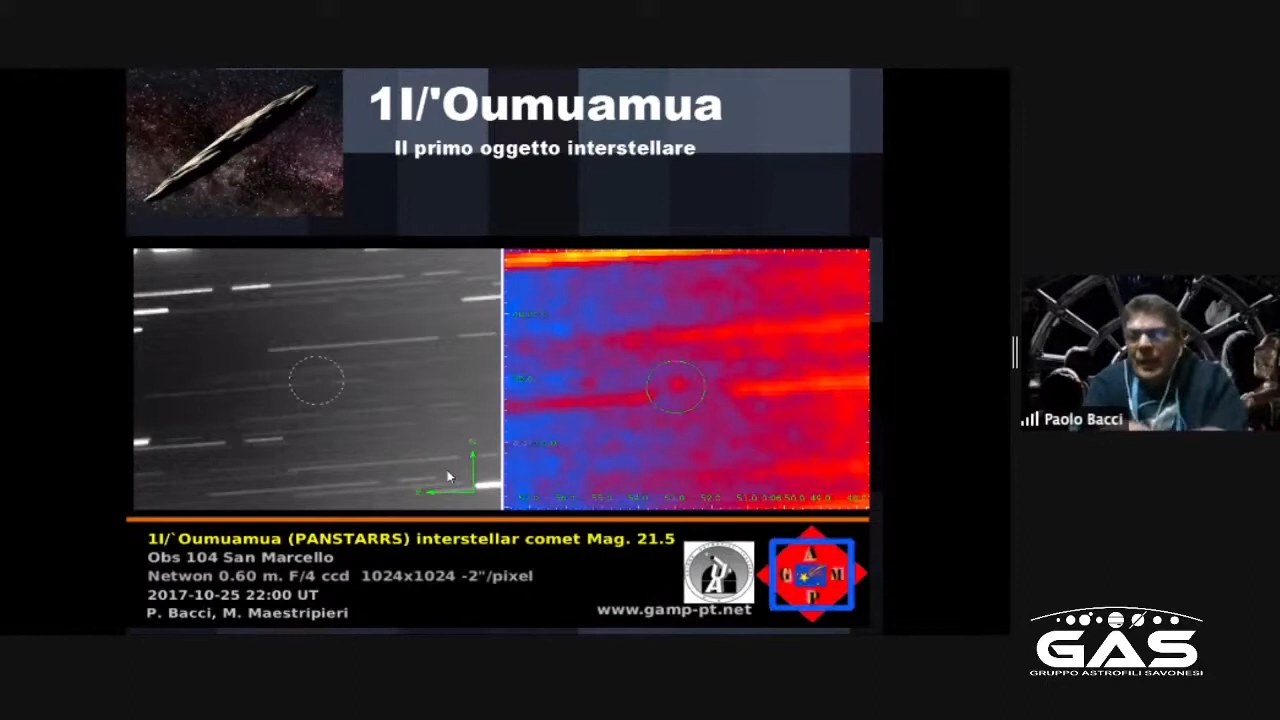 1I/'Oumuamua
Il primo oggetto interstellare
1I/`Oumuamua (PANSTARRS) interstellar comet Mag. 21.5
Obs 104 San Marcello
Netwon 0.60 m. F/4 ccd 1024x1024 -2"/pixel
2017-10-25 22:00 UT
P. Bacci, M. Maestripieri
www.gamp-pt.net
A
G M
P
Paolo Bacci
GAS
GRUPPO ASTROFILI SAVONESI